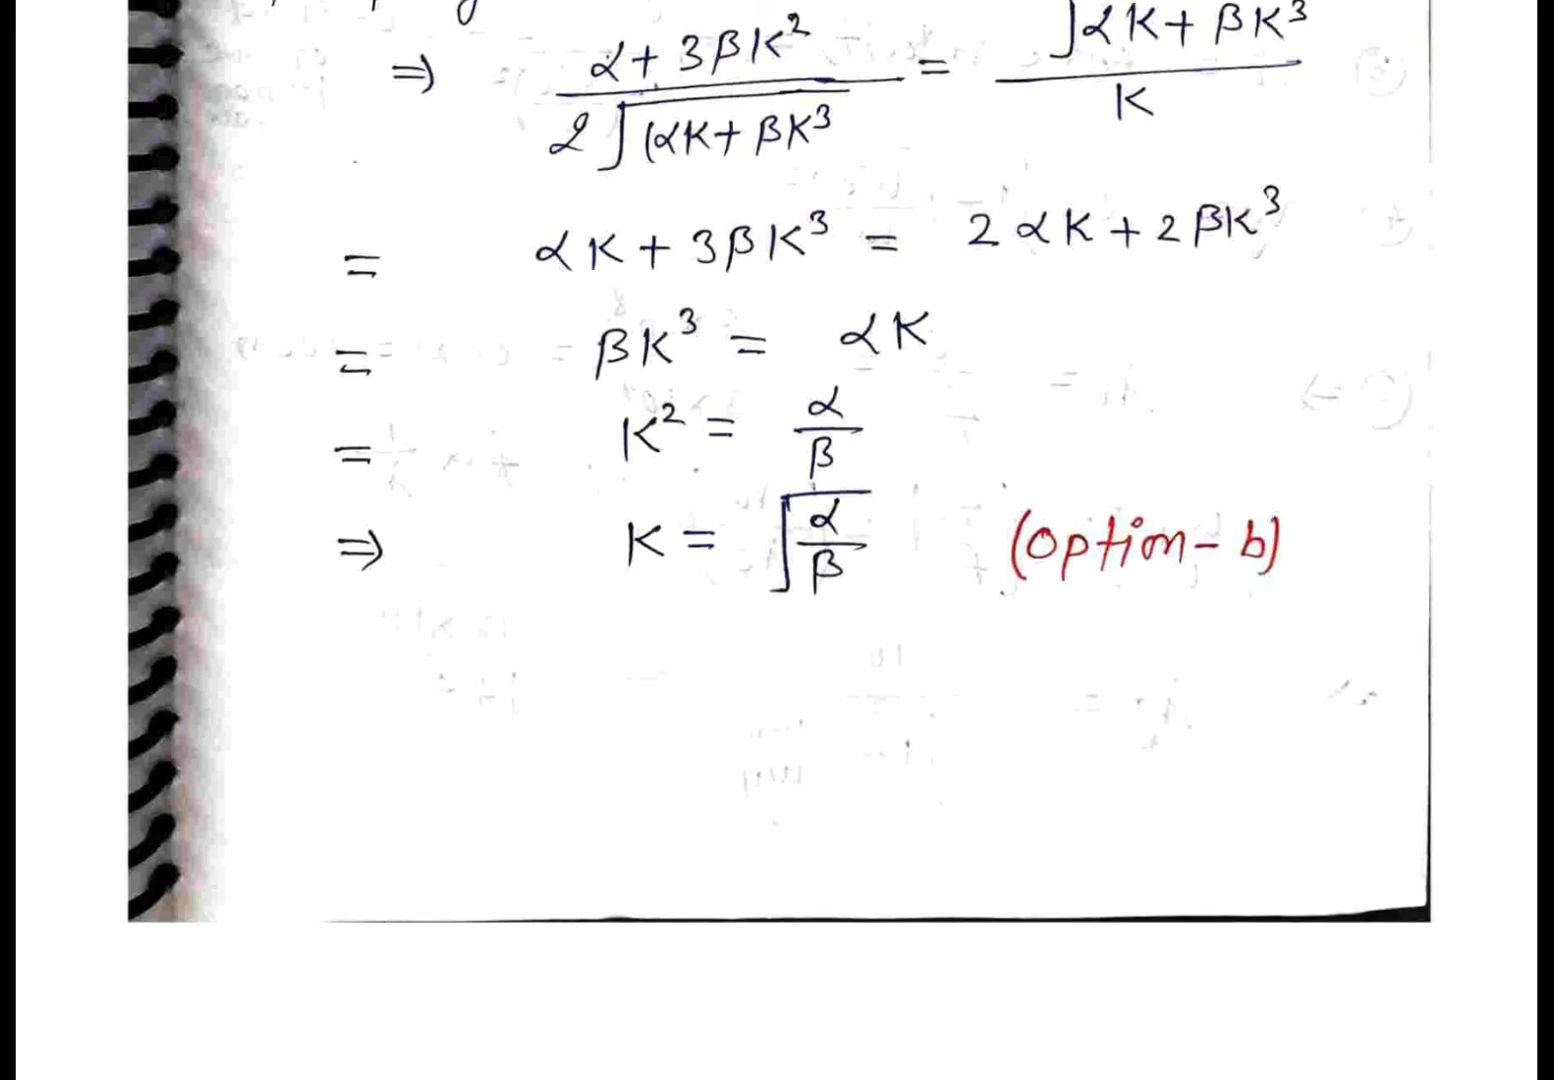 ⇒ (α + 3βK²) / (2√(αK + βK³)) = √(αK + βK³) / K
= αK + 3βK³ = 2αK + 2βK³
= βK³ = αK
= K² = α/β
⇒ K = √(α/β) (Option - b)